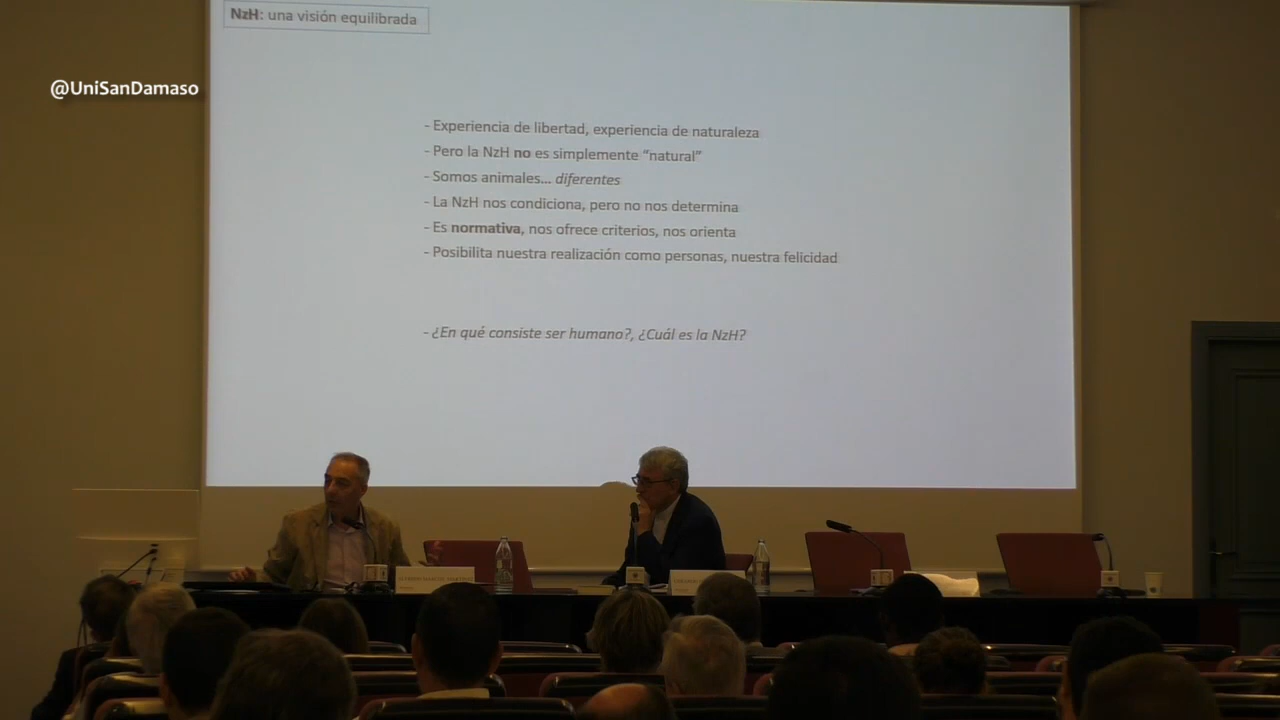 NzH: una visión equilibrada
@UniSanDamaso
- Experiencia de libertad, experiencia de naturaleza
- Pero la NzH no es simplemente “natural”
- Somos animales... diferentes
- La NzH nos condiciona, pero no nos determina
- Es normativa, nos ofrece criterios, nos orienta
- Posibilita nuestra realización como personas, nuestra felicidad
- ¿En qué consiste ser humano?, ¿Cuál es la NzH?